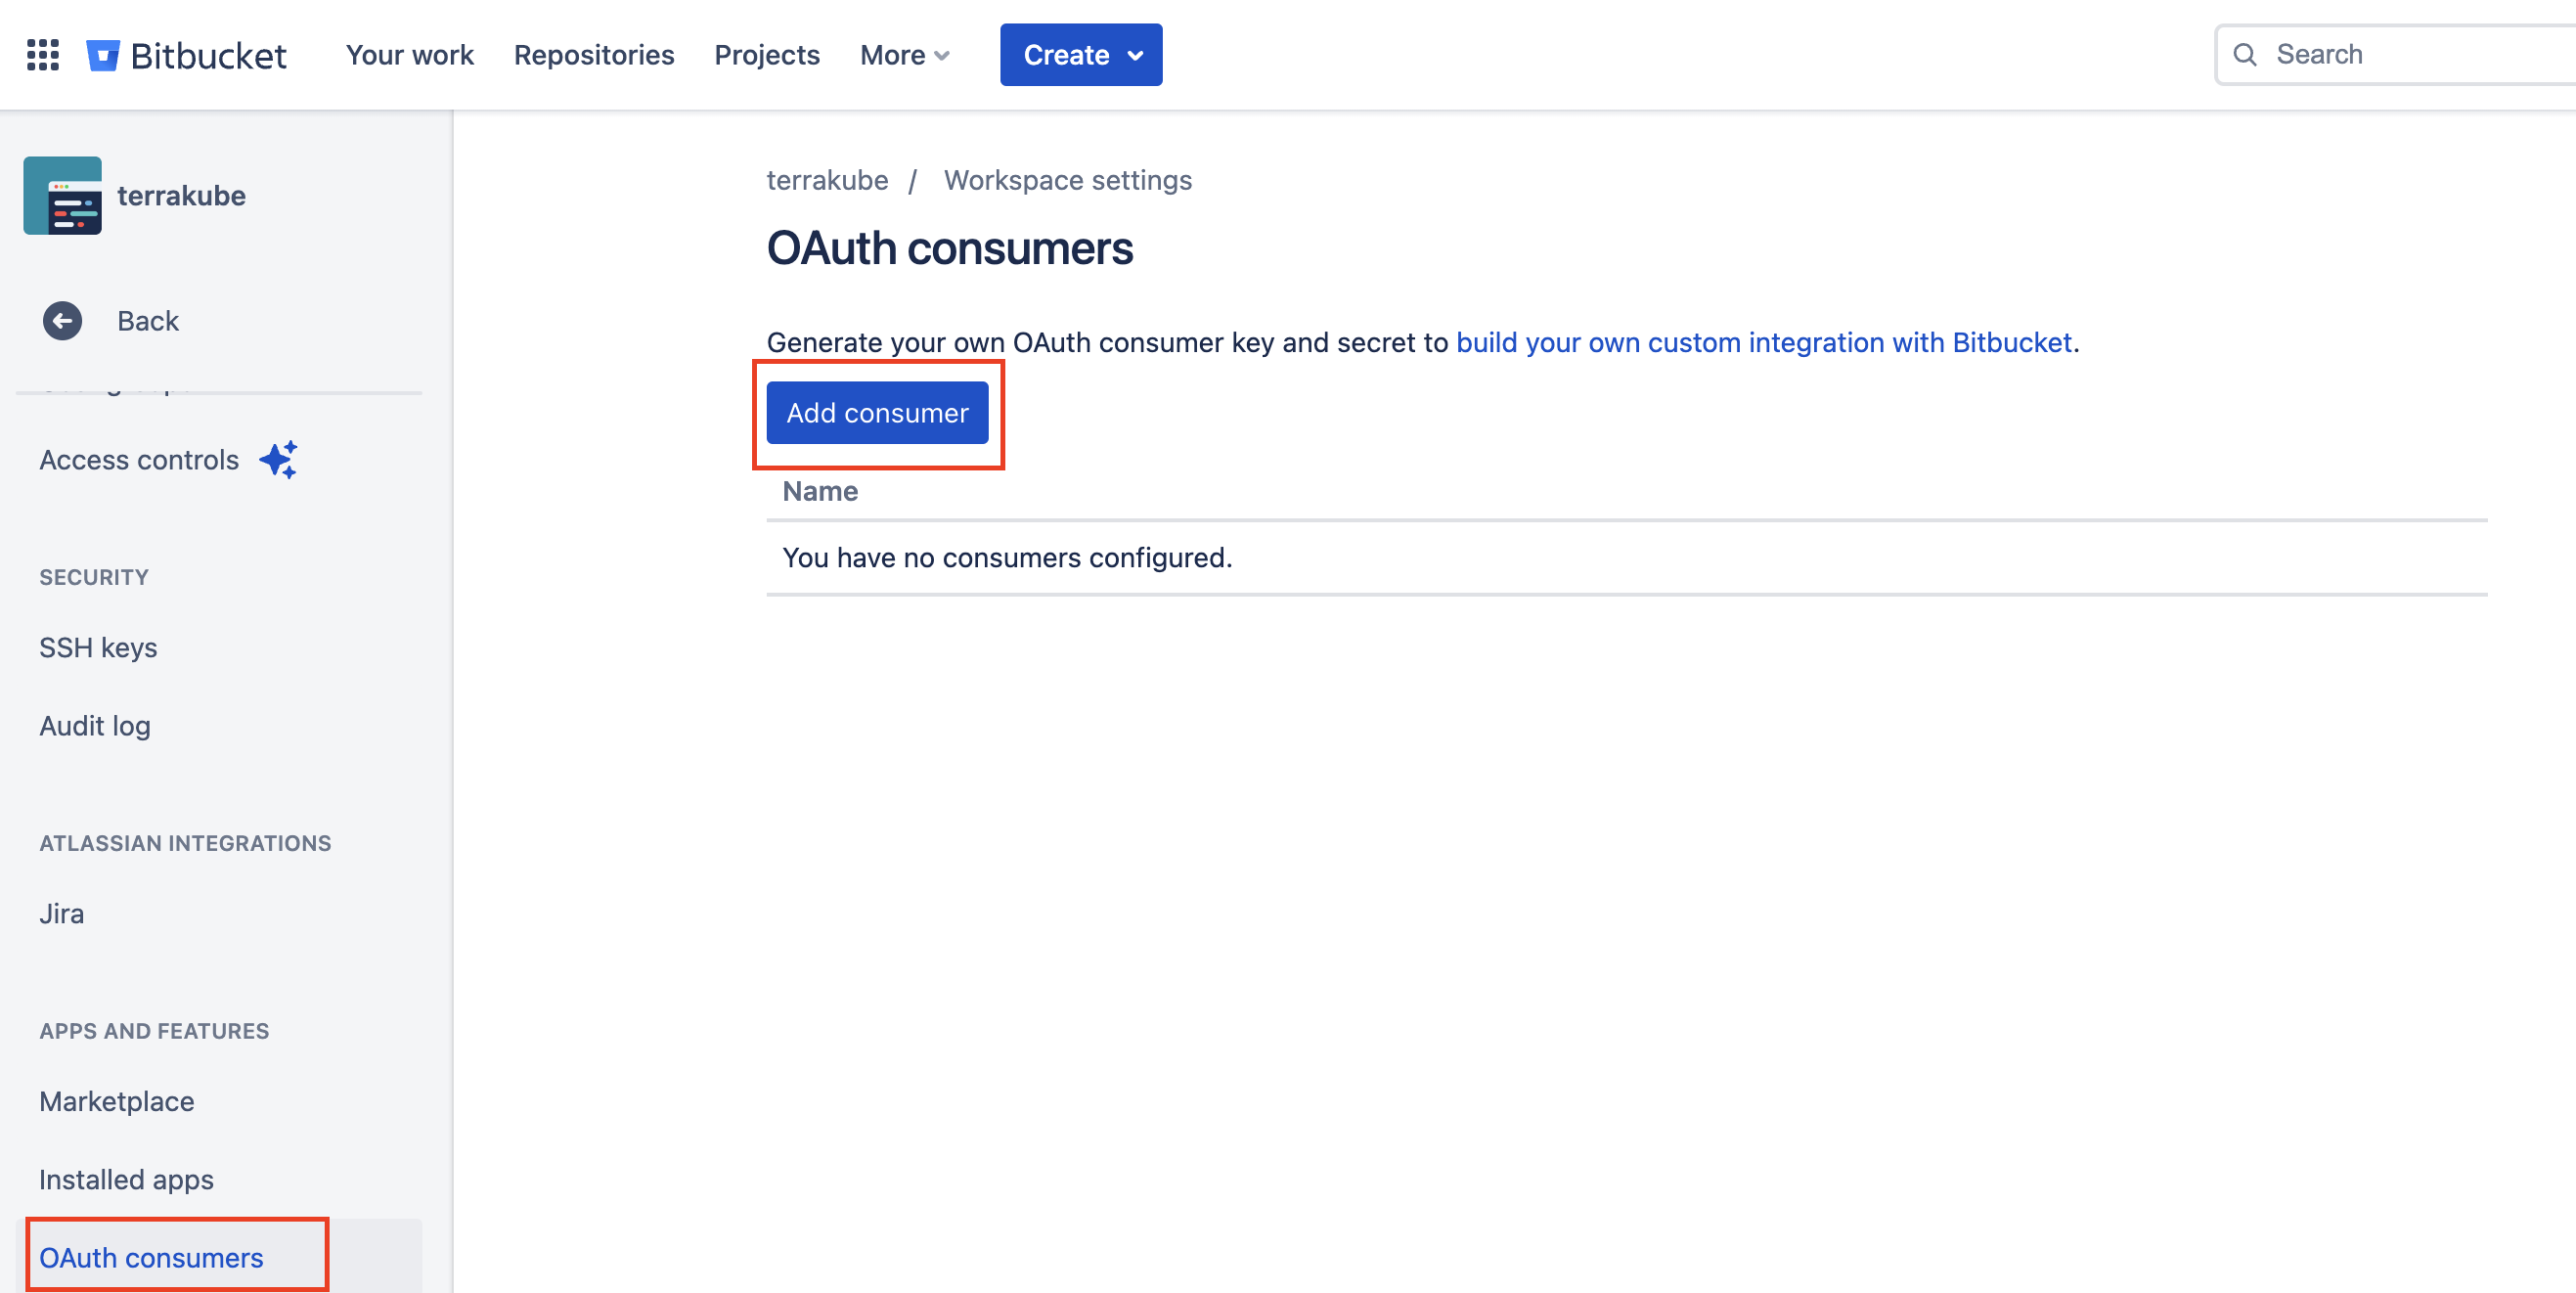 Bitbucket Your work Repositories Projects More Create Search
terrakube
Back
Access controls
SECURITY
SSH keys
Audit log
ATLASSIAN INTEGRATIONS
Jira
APPS AND FEATURES
Marketplace
Installed apps
OAuth consumers
terrakube / Workspace settings
OAuth consumers
Generate your own OAuth consumer key and secret to build your own custom integration with Bitbucket.
Add consumer
Name
You have no consumers configured.